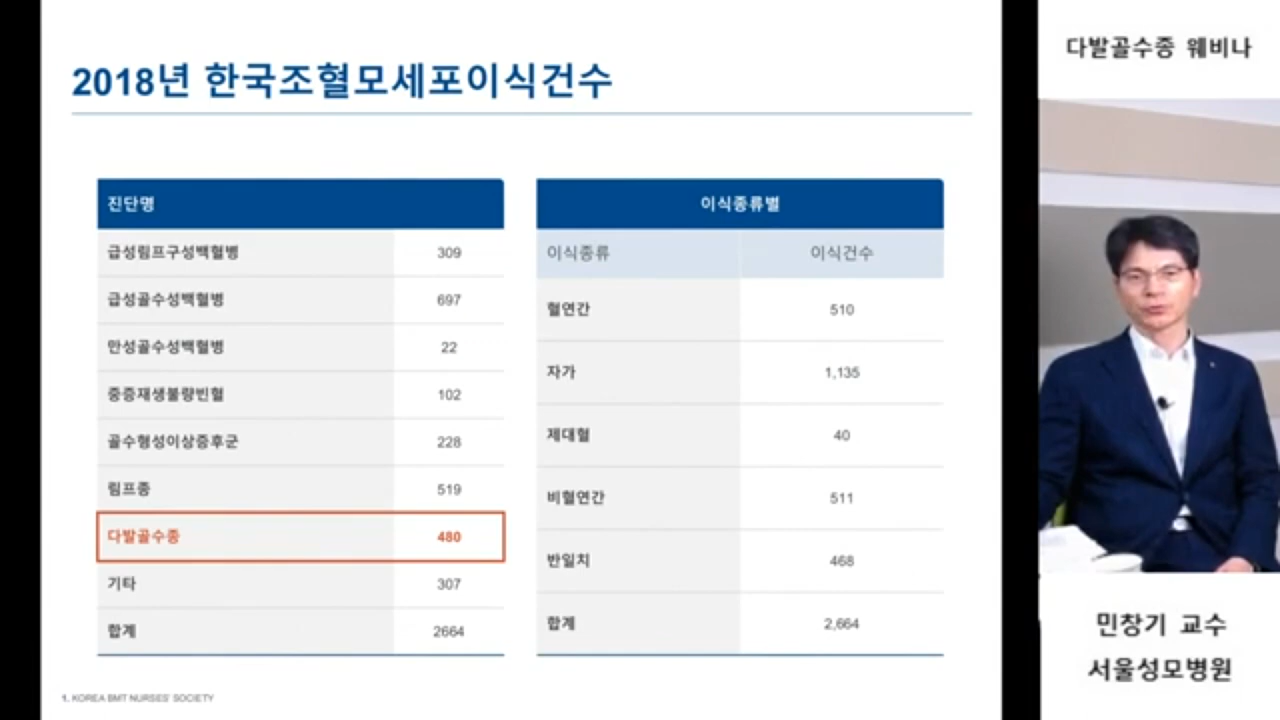 2018년 한국조혈모세포이식건수
진단명
급성림프구성백혈병 309
급성골수성백혈병 697
만성골수성백혈병 22
중증재생불량빈혈 102
골수형성이상증후군 228
림프종 519
다발골수종 480
기타 307
합계 2664
이식종류별
이식종류 이식건수
혈연간 510
자가 1,135
제대혈 40
비혈연간 511
반일치 468
합계 2,664
1. KOREA BMT NURSES' SOCIETY
다발골수종 웨비나
민창기 교수
서울성모병원